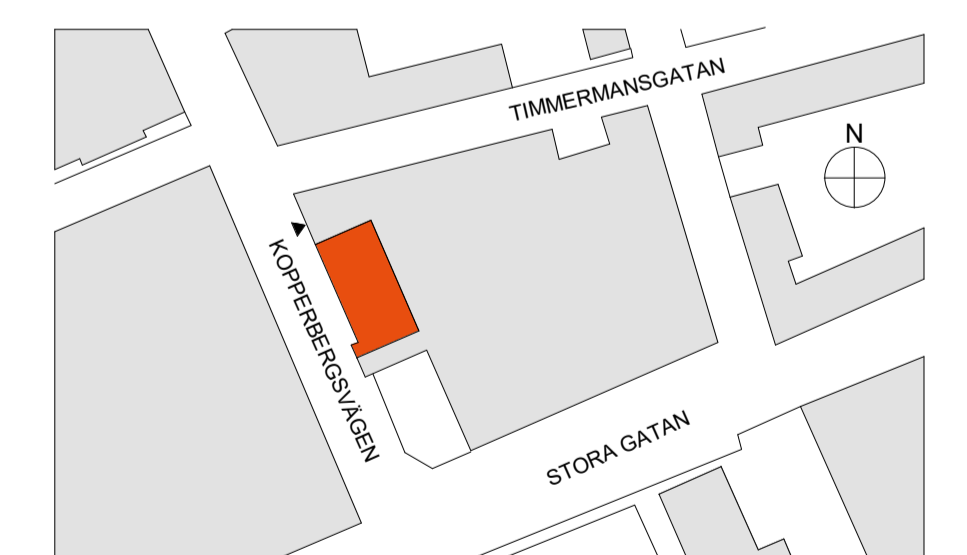 TIMMERMANSGATAN
N
KOPPERBERGSVÄGEN
STORA GATAN